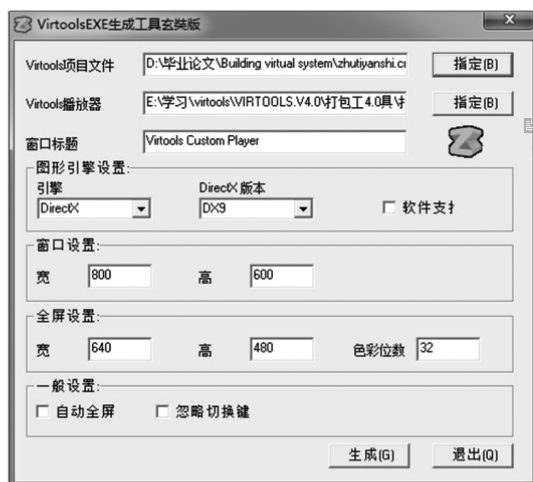 VirtoolsEXE生成工具玄奘版
Virtools项目文件 D:\毕业论文\Building virtual system\zhutiyanshi.c 指定(B)
Virtools播放器 E:\学习\virtools\VIRTOOLS.V4.0\打包工4.0具\ 指定(B)
窗口标题 Virtools Custom Player
图形引擎设置:
引擎 DirectX 版本
DirectX DX9 软件支
窗口设置:
宽 800 高 600
全屏设置:
宽 640 高 480 色彩位数 32
一般设置:
自动全屏 忽略切换键
生成(G) 退出(Q)